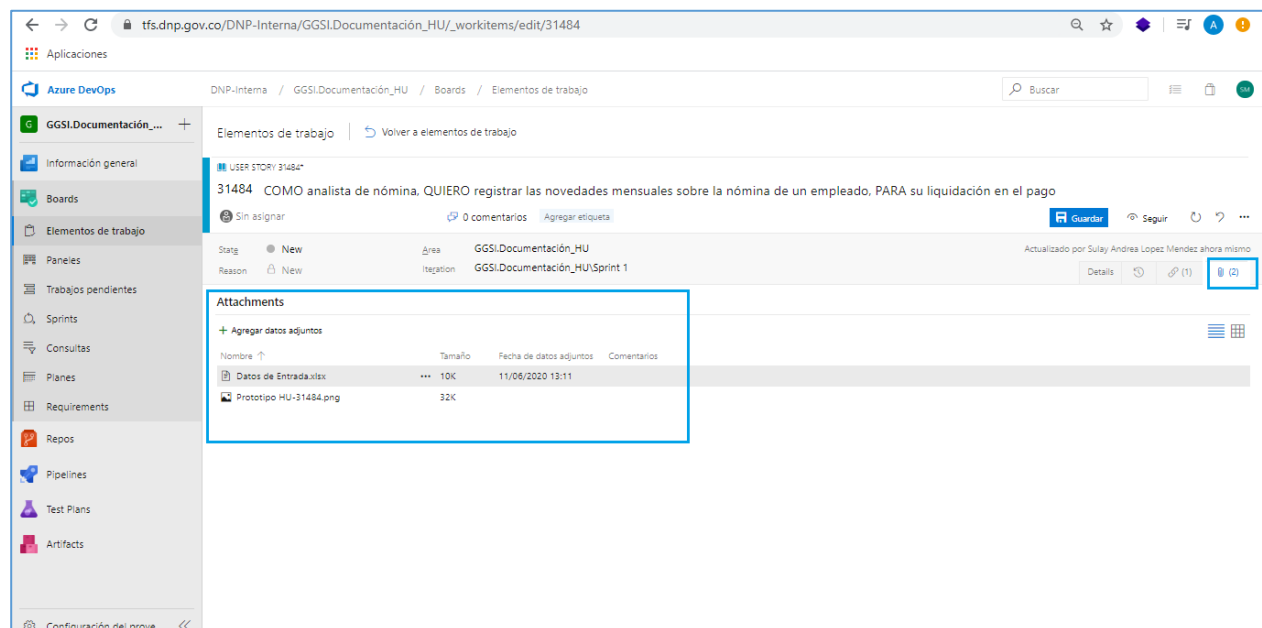 tfs.dnp.gov.co/DNP-Interna/GGSI.Documentación_HU/_workitems/edit/31484
A
Aplicaciones
Azure DevOps
DNP-Interna / GGSI.Documentación_HU / Boards / Elementos de trabajo
Buscar
SM
G GGSI.Documentación_... +
Elementos de trabajo
Volver a elementos de trabajo
Información general
Boards
Elementos de trabajo
Paneles
Trabajos pendientes
Sprints
Consultas
Planes
Requirements
Repos
Pipelines
Test Plans
Artifacts
Configuración del proye
USER STORY 31484*
31484 COMO analista de nómina, QUIERO registrar las novedades mensuales sobre la nómina de un empleado, PARA su liquidación en el pago
Sin asignar
0 comentarios
Agregar etiqueta
Guardar
Seguir
State New
Area GGSI.Documentación_HU
Actualizado por Sulay Andrea Lopez Mendez ahora mismo
Reason New
Iteration GGSI.Documentación_HU\Sprint 1
Details
(1)
(2)
Attachments
+ Agregar datos adjuntos
Nombre ↑ Tamaño Fecha de datos adjuntos Comentarios
Datos de Entrada.xlsx ... 10K 11/06/2020 13:11
Prototipo HU-31484.png 32K